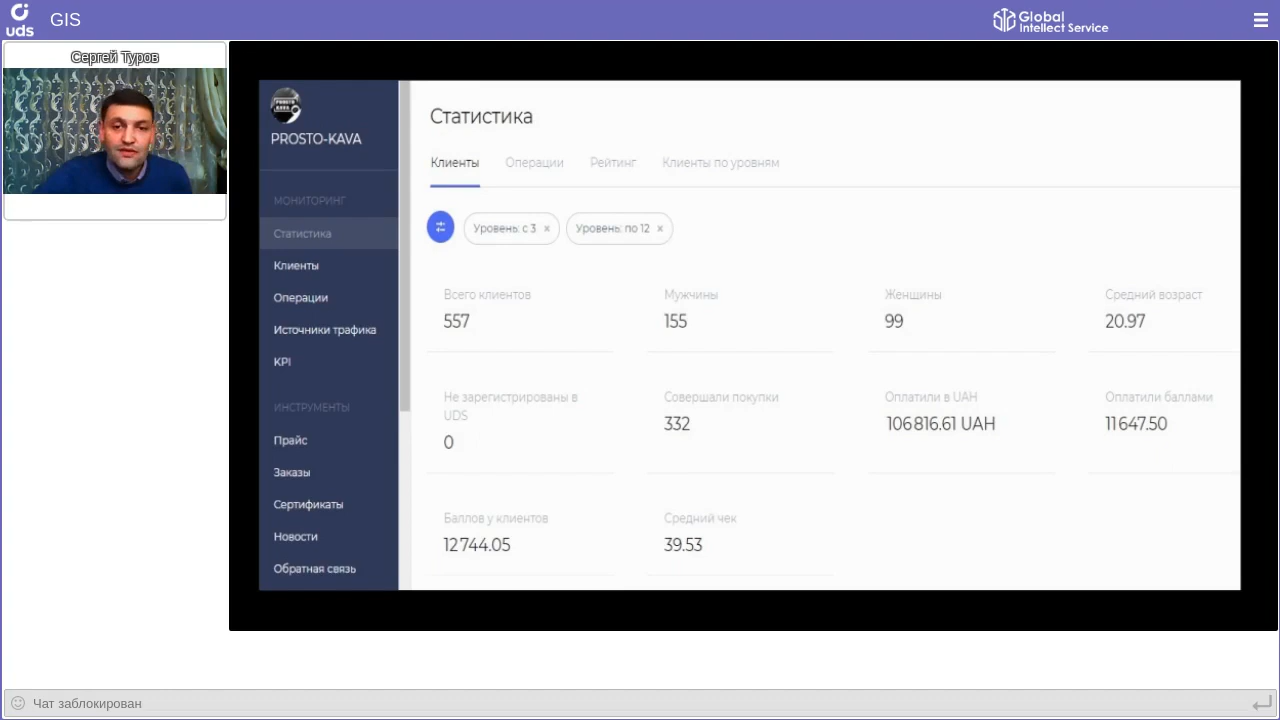 uds
GIS
Global
Intellect Service
Сергей Туров
PROSTO-KAVA
МОНИТОРИНГ
Статистика
Клиенты
Операции
Источники трафика
KPI
ИНСТРУМЕНТЫ
Прайс
Заказы
Сертификаты
Новости
Обратная связь
Статистика
Клиенты Операции Рейтинг Клиенты по уровням
Уровень: с 3 × Уровень: по 12 ×
Всего клиентов Мужчины Женщины Средний возраст
557 155 99 20.97
Не зарегистрированы в UDS
0
Совершали покупки
332
Оплатили в UAH
106 816.61 UAH
Оплатили баллами
11 647.50
Баллов у клиентов Средний чек
12 744.05 39.53
Чат заблокирован